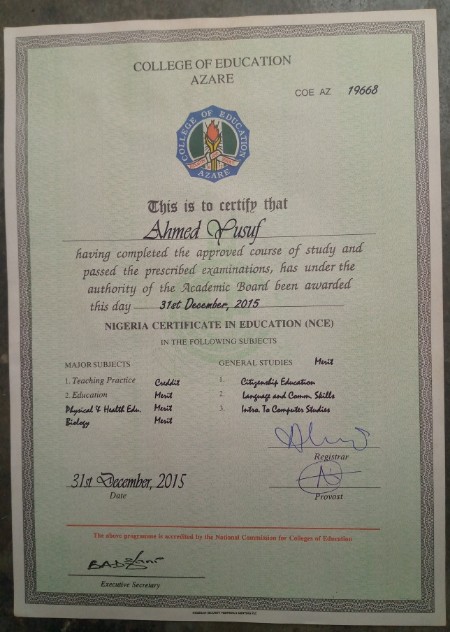 COLLEGE OF EDUCATION
AZARE
COE AZ 19668
COLLEGE OF EDUCATION
AZARE
This is to certify that
Ahmed Yusuf
having completed the approved course of study and
passed the prescribed examinations, has under the
authority of the Academic Board been awarded
this day 31st December, 2015
NIGERIA CERTIFICATE IN EDUCATION (NCE)
IN THE FOLLOWING SUBJECTS
MAJOR SUBJECTS
1. Teaching Practice Creddit
2. Education Merit
Physical & Health Edu. Merit
Biology Merit
GENERAL STUDIES Merit
1. Citizenship Education
2. Language and Comm. Skills
3. Intro. To Computer Studies
Registrar
Provost
31st December, 2015
Date
The above programme is accredited by the National Commission for Colleges of Education
Executive Secretary